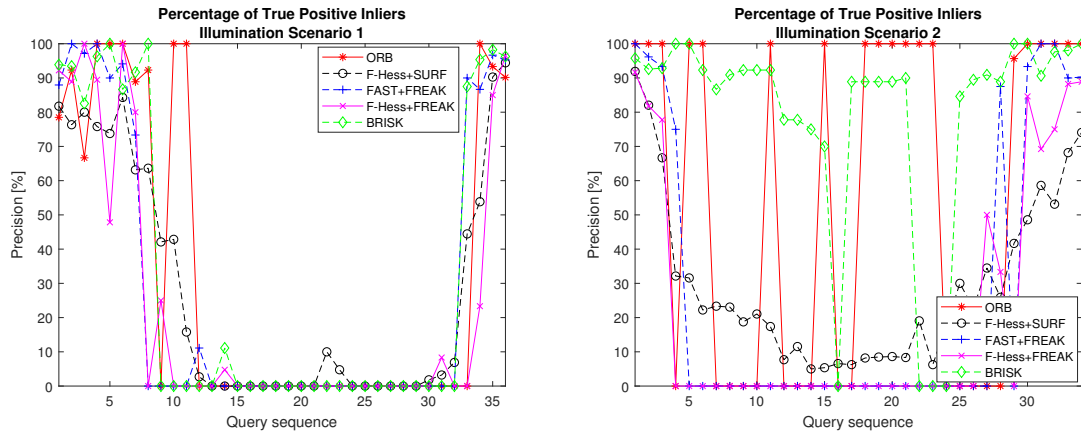 Percentage of True Positive Inliers
Illumination Scenario 1
100
90
80
70
60
50
40
30
20
10
0
Precision [%]
5 10 15 20 25 30 35
Query sequence
ORB
F-Hess+SURF
FAST+FREAK
F-Hess+FREAK
BRISK
Percentage of True Positive Inliers
Illumination Scenario 2
100
90
80
70
60
50
40
30
20
10
0
Precision [%]
5 10 15 20 25 30
Query sequence
ORB
F-Hess+SURF
FAST+FREAK
F-Hess+FREAK
BRISK